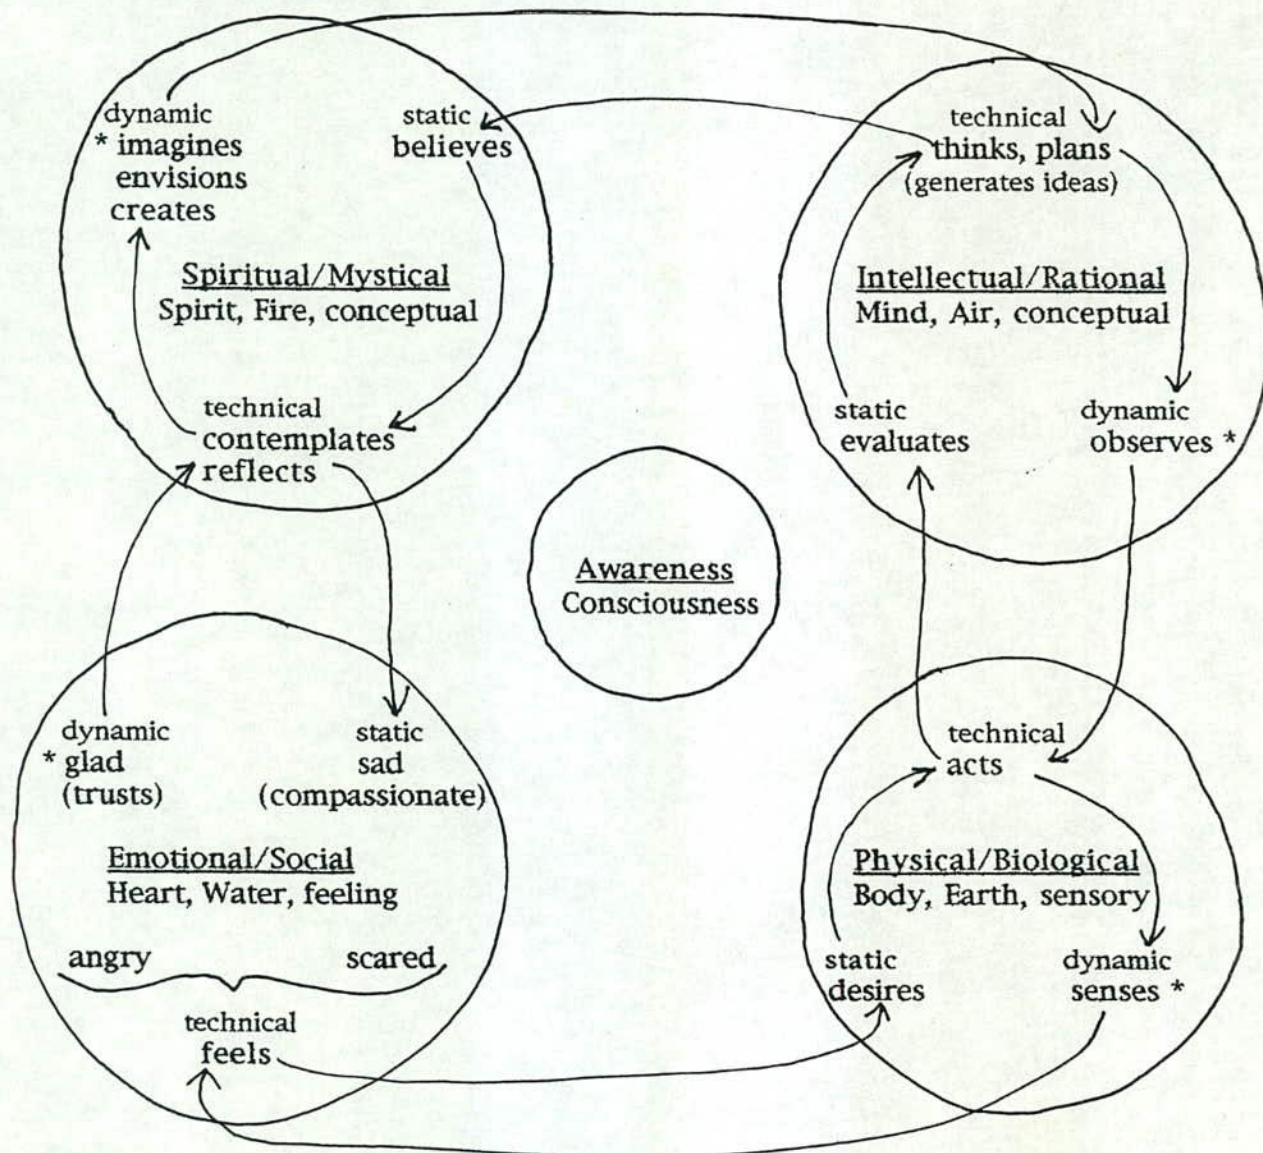 dynamic
* imagines
envisions
creates
static
believes
Spiritual/Mystical
Spirit, Fire, conceptual
technical
contemplates
reflects
technical
thinks, plans
(generates ideas)
Intellectual/Rational
Mind, Air, conceptual
static
evaluates
dynamic
observes *
Awareness
Consciousness
dynamic
* glad
(trusts)
static
sad
(compassionate)
Emotional/Social
Heart, Water, feeling
angry
scared
technical
feels
technical
acts
Physical/Biological
Body, Earth, sensory
static
desires
dynamic
senses *